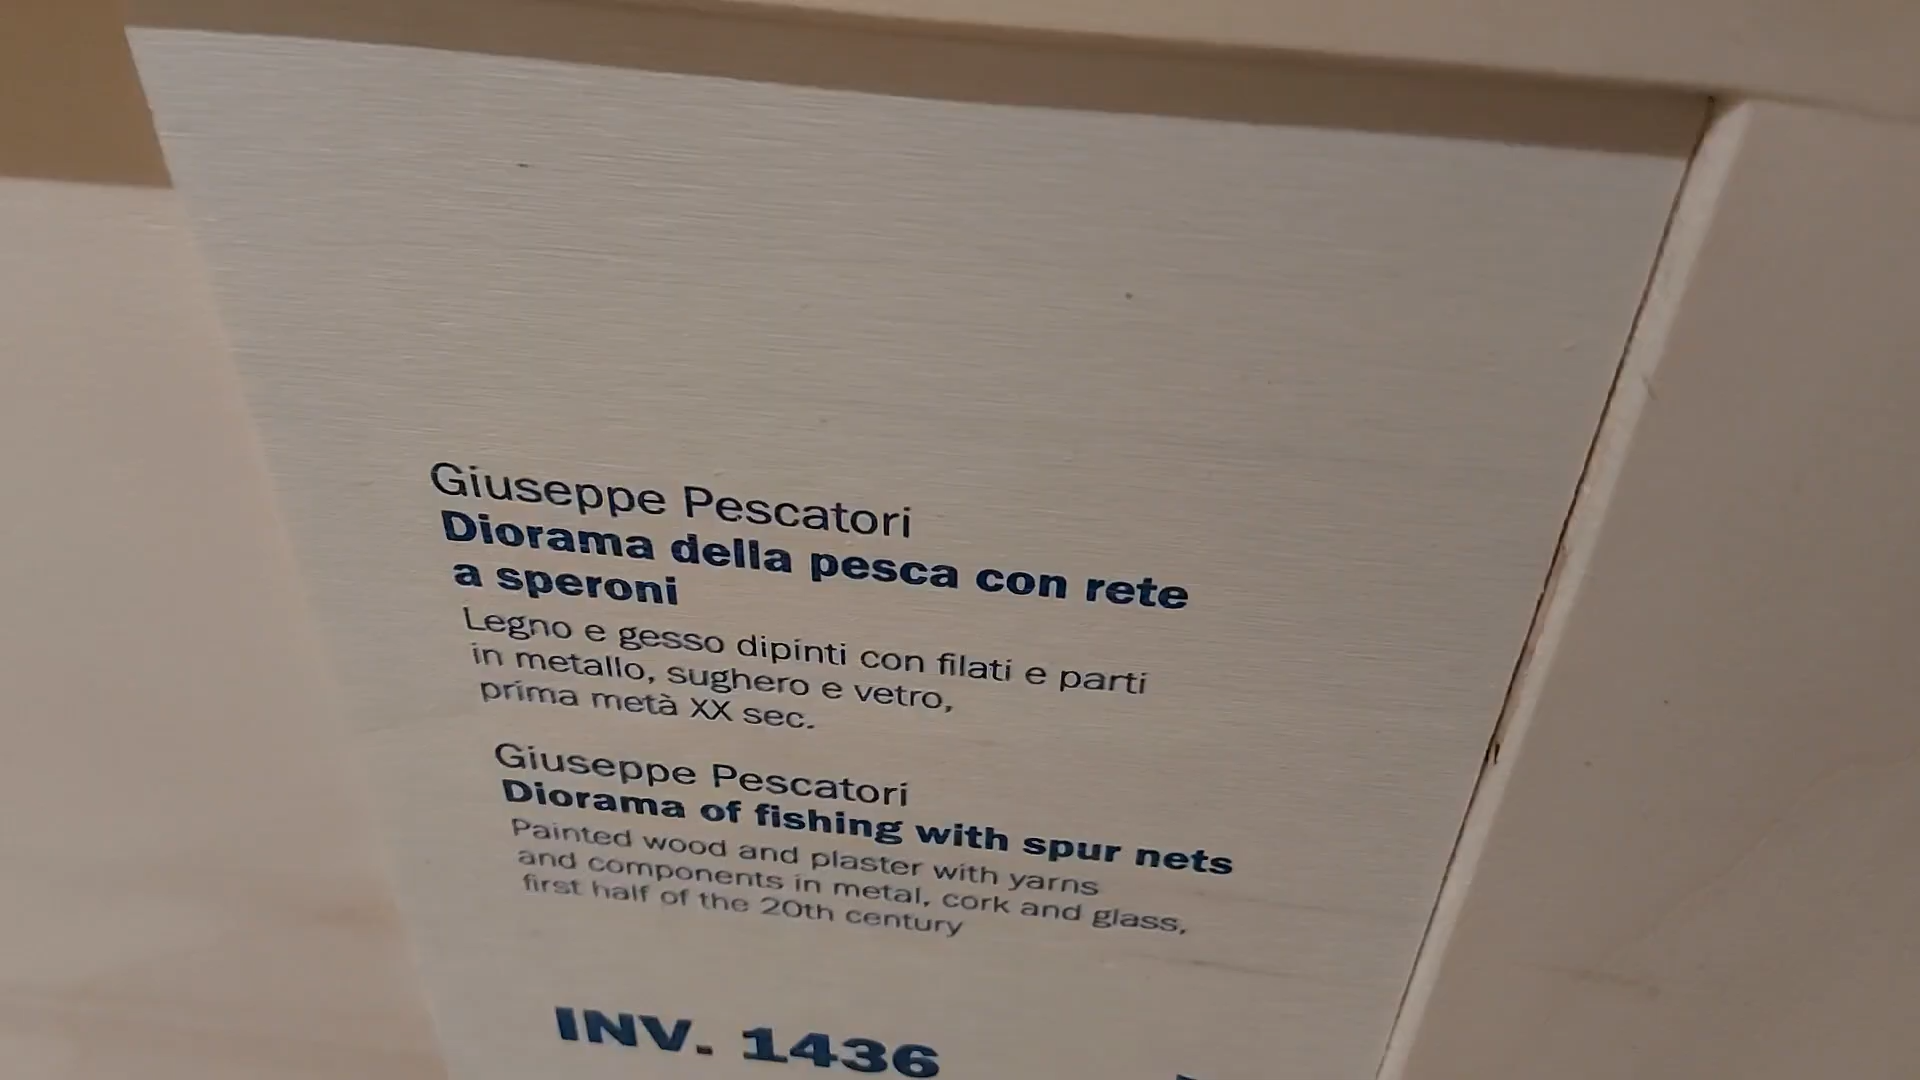 Giuseppe Pescatori
Diorama della pesca con rete
a speroni
Legno e gesso dipinti con filati e parti
in metallo, sughero e vetro,
prima metà XX sec.
Giuseppe Pescatori
Diorama of fishing with spur nets
Painted wood and plaster with yarns
and components in metal, cork and glass,
first half of the 20th century
INV. 1436